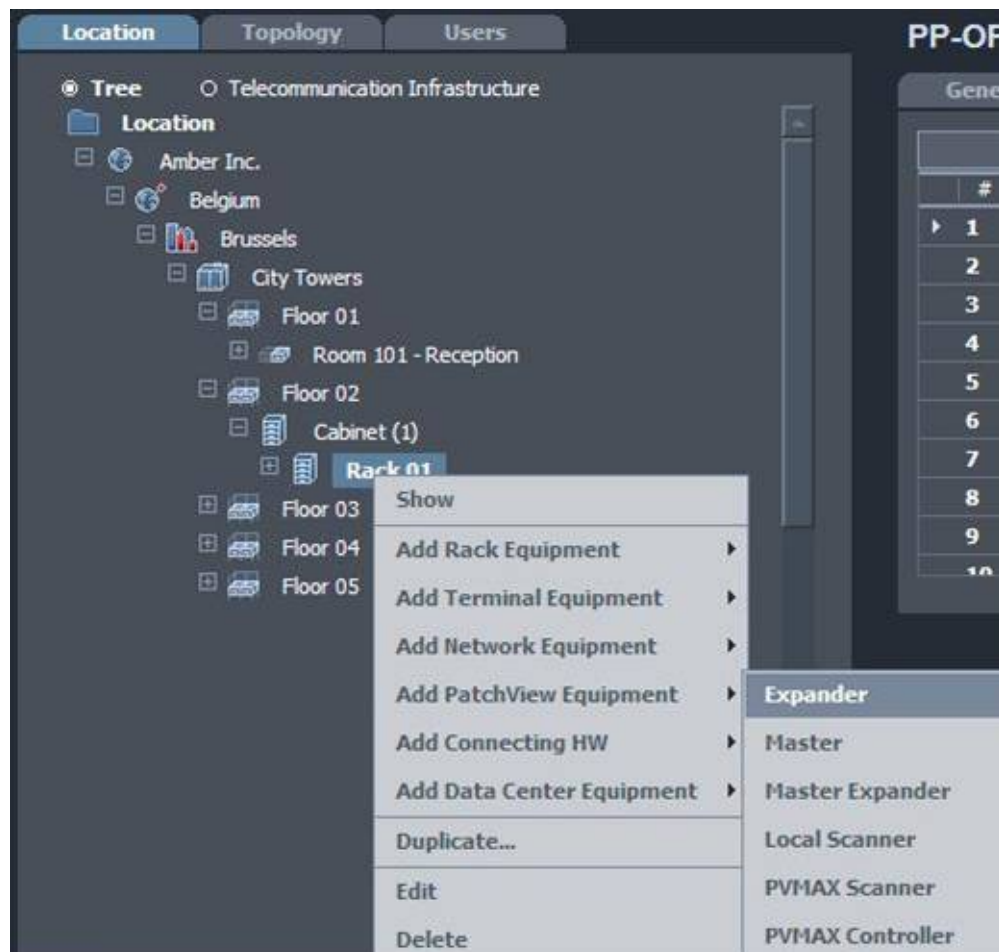 Location Topology Users
Tree Telecommunication Infrastructure
Location
Amber Inc.
Belgium
Brussels
City Towers
Floor 01
Room 101 - Reception
Floor 02
Cabinet (1)
Rack 01
Floor 03
Floor 04
Floor 05
Show
Add Rack Equipment
Add Terminal Equipment
Add Network Equipment
Add PatchView Equipment
Add Connecting HW
Add Data Center Equipment
Duplicate...
Edit
Delete
Expander
Master
Master Expander
Local Scanner
PVMAX Scanner
PVMAX Controller
PP-OP
Gene
#
1
2
3
4
5
6
7
8
9
10